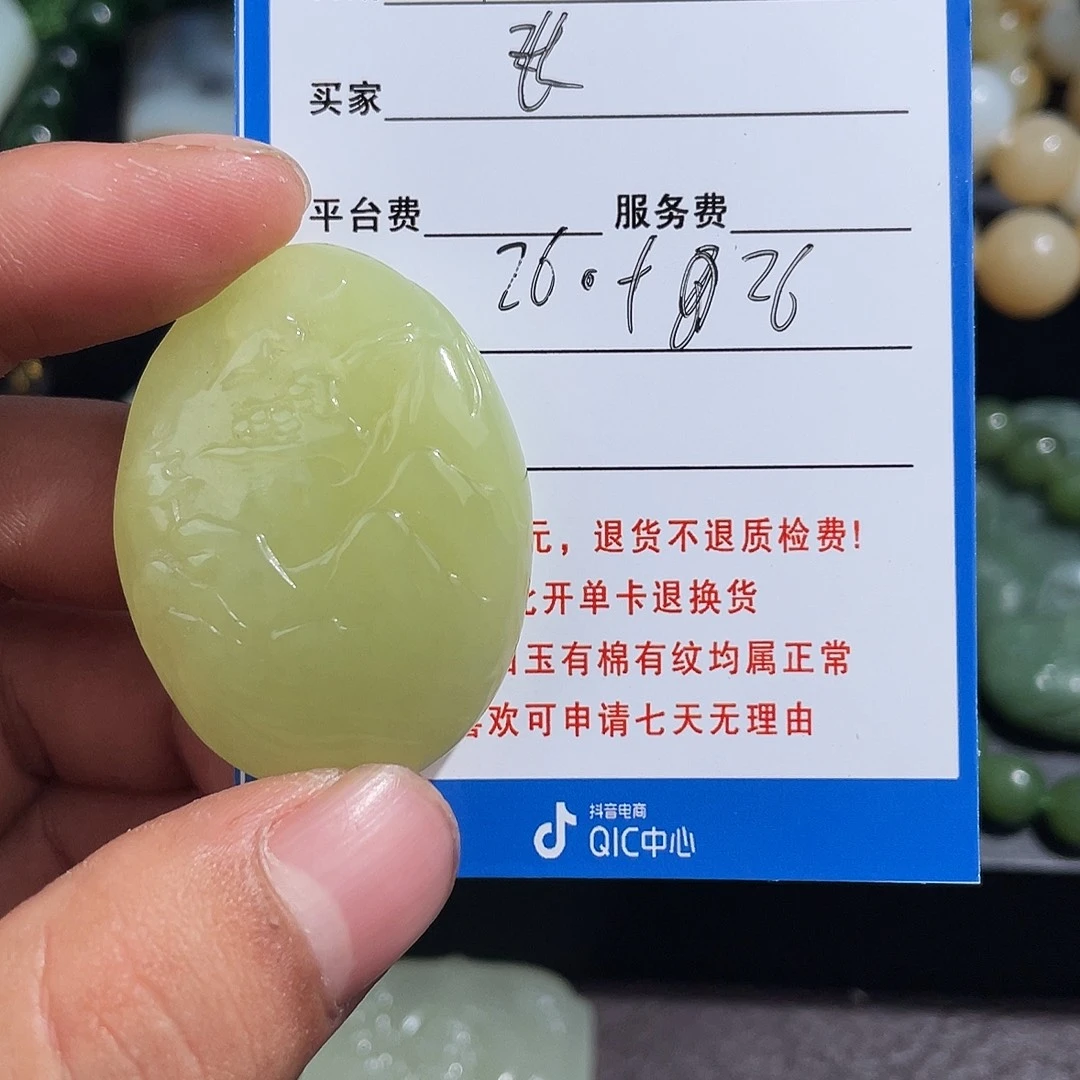 买家
平台费 服务费
26.
26
元，退货不退质检费!
开单卡退换货
玉有棉有纹均属正常
欢可申请七天无理由
抖音电商
QIC中心